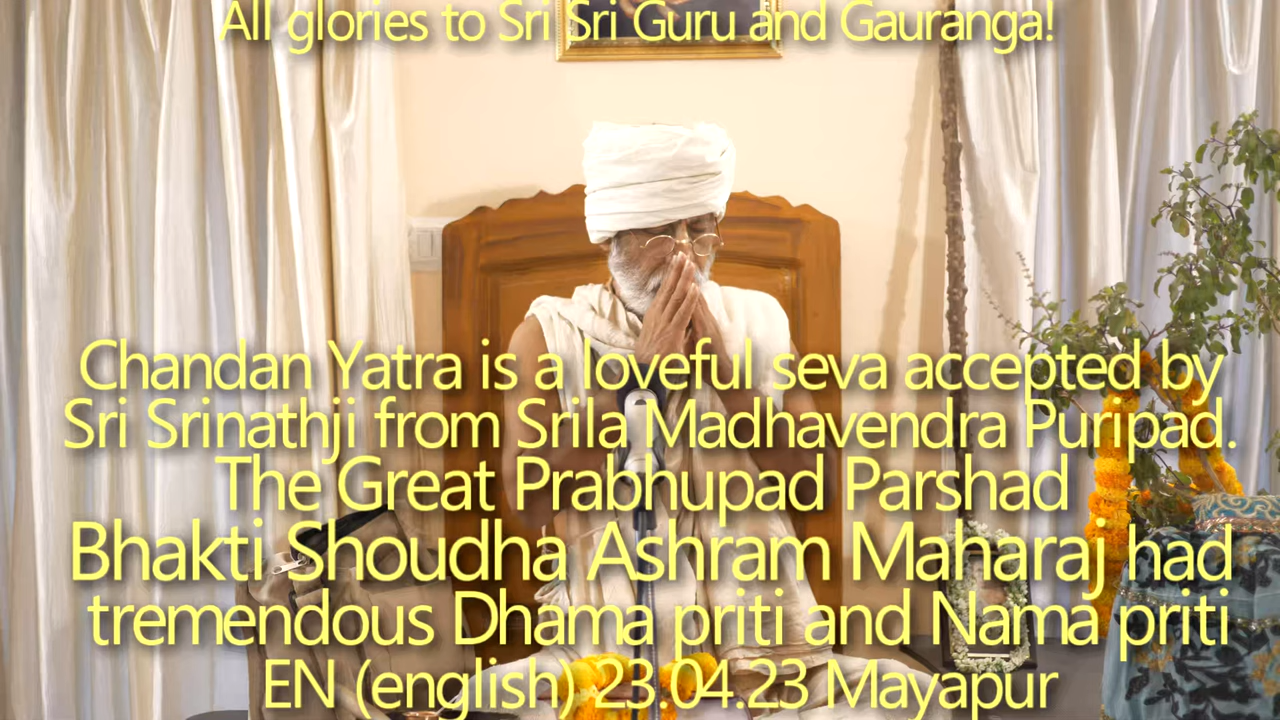 All glories to Sri Sri Guru and Gauranga!
Chandan Yatra is a loveful seva accepted by
Sri Srinathji from Srila Madhavendra Puripad.
The Great Prabhupad Parshad
Bhakti Shoudha Ashram Maharaj had
tremendous Dhama priti and Nama priti
EN (english) 23.04.23 Mayapur